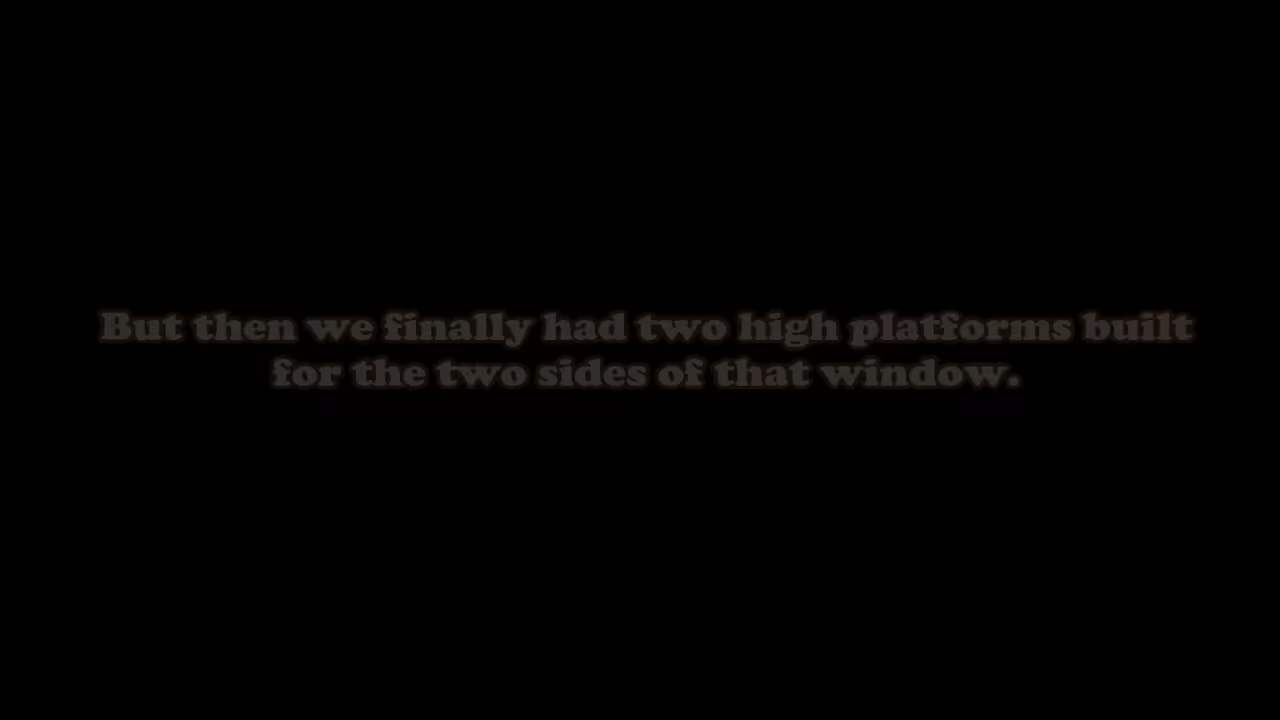 But then we finally had two high platforms built
for the two sides of that window.